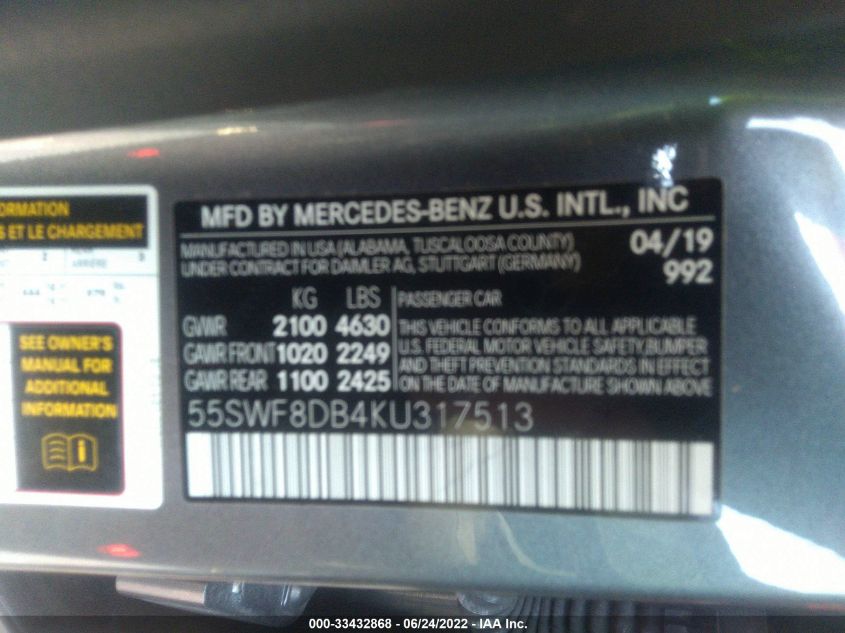 ORMATION
S ET LE CHARGEMENT
SEE OWNER'S
MANUAL FOR
ADDITIONAL
INFORMATION
MFD BY MERCEDES-BENZ U.S. INTL., INC
MANUFACTURED IN USA (ALABAMA, TUSCALOOSA COUNTY) 04/19
UNDER CONTRACT FOR DAIMLER AG, STUTTGART (GERMANY) 992
KG LBS PASSENGER CAR
GVWR 2100 4630 THIS VEHICLE CONFORMS TO ALL APPLICABLE
GAWR FRONT 1020 2249 U.S. FEDERAL MOTOR VEHICLE SAFETY,BUMPER
GAWR REAR 1100 2425 AND THEFT PREVENTION STANDARDS IN EFFECT
ON THE DATE OF MANUFACTURE SHOWN ABOVE
55SWF8DB4KU317513
000-33432868 - 06/24/2022 - IAA Inc.